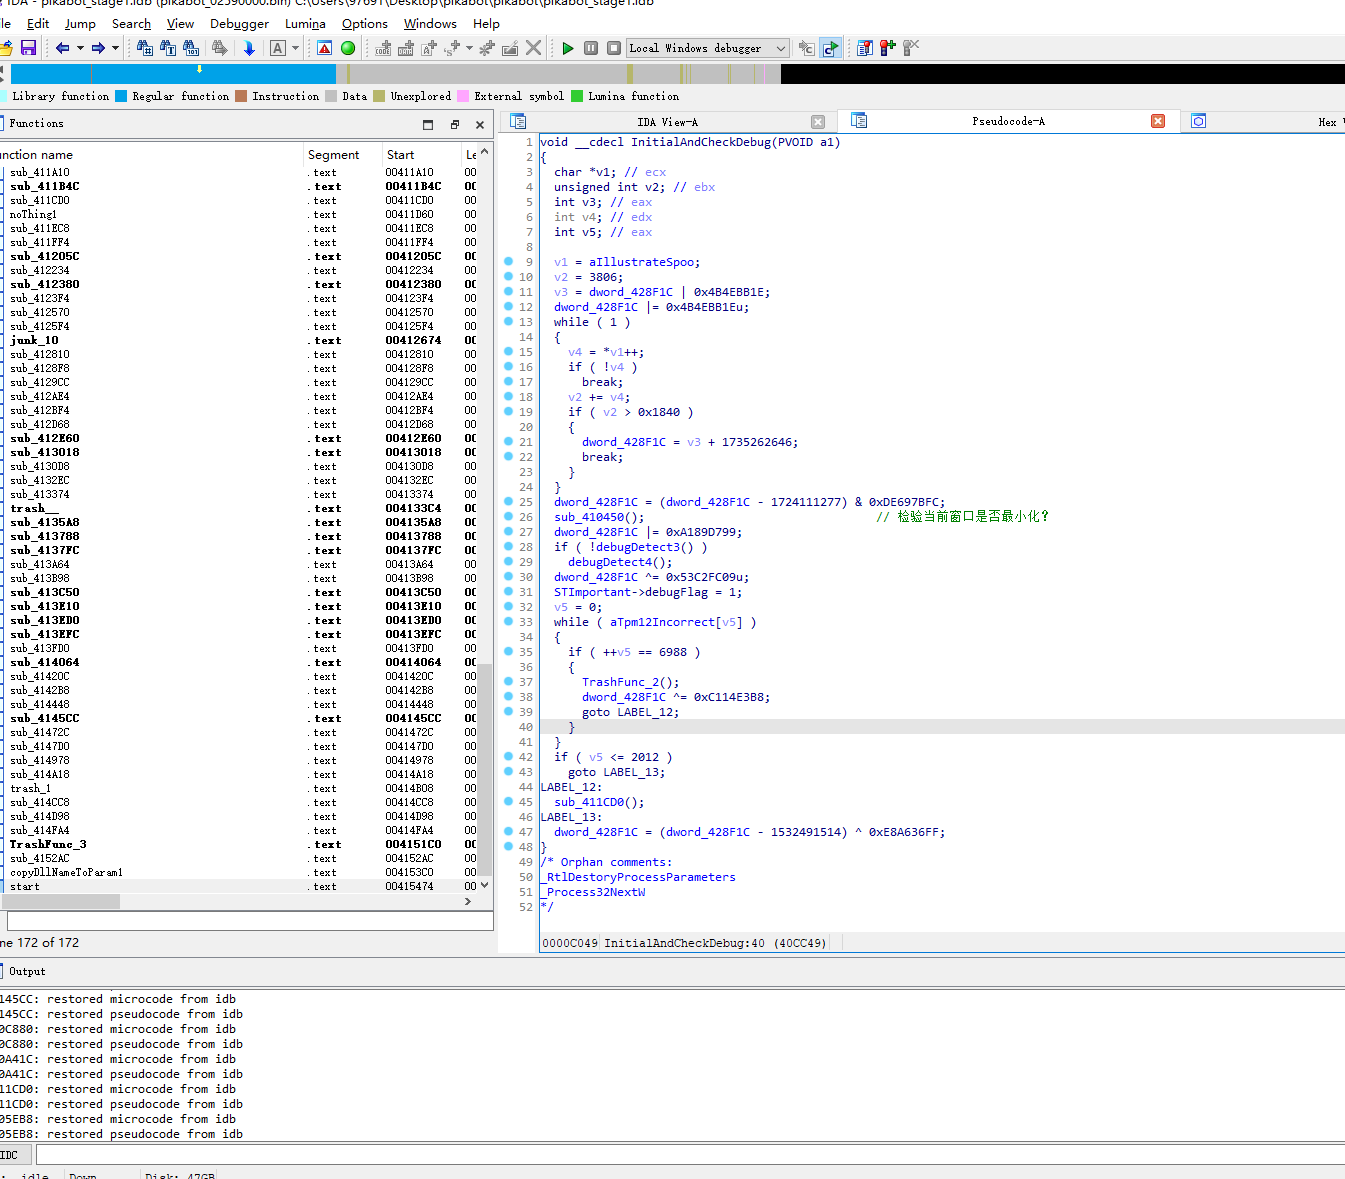 IDA - pikabot_stage1.idb (pikabot_02590000.bin) C:\Users\97691\Desktop\pikabot\pikabot\pikabot_stage1.idb
le Edit Jump Search View Debugger Lumina Options Windows Help
Local Windows debugger
Library function Regular function Instruction Data Unexplored External symbol Lumina function
Functions
IDA View-A
Pseudocode-A
Hex
nction name Segment Start Le
sub_411A10 .text 00411A10 00
sub_411B4C .text 00411B4C 00
sub_411CD0 .text 00411CD0 00
noThing1 .text 00411D60 00
sub_411EC8 .text 00411EC8 00
sub_411FF4 .text 00411FF4 00
sub_41205C .text 0041205C 00
sub_412234 .text 00412234 00
sub_412380 .text 00412380 00
sub_4123F4 .text 004123F4 00
sub_412570 .text 00412570 00
sub_4125F4 .text 004125F4 00
junk_10 .text 00412674 00
sub_412810 .text 00412810 00
sub_4128F8 .text 004128F8 00
sub_4129CC .text 004129CC 00
sub_412AE4 .text 00412AE4 00
sub_412BF4 .text 00412BF4 00
sub_412D68 .text 00412D68 00
sub_412E60 .text 00412E60 00
sub_413018 .text 00413018 00
sub_4130D8 .text 004130D8 00
sub_4132EC .text 004132EC 00
sub_413374 .text 00413374 00
trash__ .text 004133C4 00
sub_4135A8 .text 004135A8 00
sub_413788 .text 00413788 00
sub_4137FC .text 004137FC 00
sub_413A64 .text 00413A64 00
sub_413B98 .text 00413B98 00
sub_413C50 .text 00413C50 00
sub_413E10 .text 00413E10 00
sub_413ED0 .text 00413ED0 00
sub_413EFC .text 00413EFC 00
sub_413FD0 .text 00413FD0 00
sub_414064 .text 00414064 00
sub_41420C .text 0041420C 00
sub_4142B8 .text 004142B8 00
sub_414448 .text 00414448 00
sub_4145CC .text 004145CC 00
sub_41472C .text 0041472C 00
sub_4147D0 .text 004147D0 00
sub_414978 .text 00414978 00
sub_414A18 .text 00414A18 00
trash_1 .text 00414B08 00
sub_414CC8 .text 00414CC8 00
sub_414D98 .text 00414D98 00
sub_414FA4 .text 00414FA4 00
TrashFunc_3 .text 004151C0 00
sub_4152AC .text 004152AC 00
copyDllNameToParam1 .text 004153C0 00
start .text 00415474 00
ne 172 of 172
1 void __cdecl InitialAndCheckDebug(PVOID a1)
2 {
3 char *v1; // ecx
4 unsigned int v2; // ebx
5 int v3; // eax
6 int v4; // edx
7 int v5; // eax
8
9 v1 = aIllustrateSpoo;
10 v2 = 3806;
11 v3 = dword_428F1C | 0x4B4EBB1E;
12 dword_428F1C |= 0x4B4EBB1Eu;
13 while ( 1 )
14 {
15 v4 = *v1++;
16 if ( !v4 )
17 break;
18 v2 += v4;
19 if ( v2 > 0x1840 )
20 {
21 dword_428F1C = v3 + 1735262646;
22 break;
23 }
24 }
25 dword_428F1C = (dword_428F1C - 1724111277) & 0xDE697BFC;
26 sub_410450(); // 检验当前窗口是否最小化?
27 dword_428F1C |= 0xA189D799;
28 if ( !debugDetect3() )
29 debugDetect4();
30 dword_428F1C ^= 0x53C2FC09u;
31 STImportant->debugFlag = 1;
32 v5 = 0;
33 while ( aTpm12Incorrect[v5] )
34 {
35 if ( ++v5 == 6988 )
36 {
37 TrashFunc_2();
38 dword_428F1C ^= 0xC114E3B8;
39 goto LABEL_12;
40 }
41 }
42 if ( v5 <= 2012 )
43 goto LABEL_13;
44 LABEL_12:
45 sub_411CD0();
46 LABEL_13:
47 dword_428F1C = (dword_428F1C - 1532491514) ^ 0xE8A636FF;
48 }
49 /* Orphan comments:
50 _RtlDestoryProcessParameters
51 _Process32NextW
52 */
0000C049 InitialAndCheckDebug:40 (40CC49)
Output
145CC: restored microcode from idb
145CC: restored pseudocode from idb
0C880: restored microcode from idb
0C880: restored pseudocode from idb
0A41C: restored microcode from idb
0A41C: restored pseudocode from idb
11CD0: restored microcode from idb
11CD0: restored pseudocode from idb
05EB8: restored microcode from idb
05EB8: restored pseudocode from idb
IDC
: idle Down Disk: 47GB